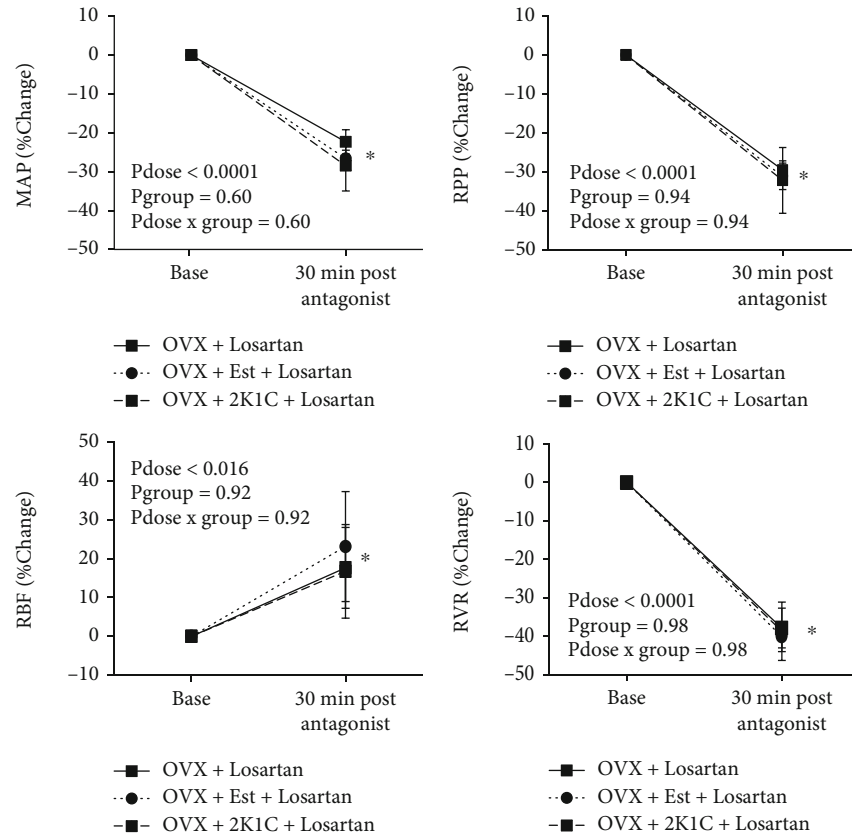 10
0
−10
−20
−30
−40
−50
MAP (%Change)
Pdose < 0.0001
Pgroup = 0.60
Pdose x group = 0.60
*
Base
30 min post
antagonist
OVX + Losartan
OVX + Est + Losartan
OVX + 2K1C + Losartan
10
0
−10
−20
−30
−40
−50
RPP (%Change)
Pdose < 0.0001
Pgroup = 0.94
Pdose x group = 0.94
*
Base
30 min post
antagonist
OVX + Losartan
OVX + Est + Losartan
OVX + 2K1C + Losartan
50
40
30
20
10
0
−10
RBF (%Change)
Pdose < 0.016
Pgroup = 0.92
Pdose x group = 0.92
*
Base
30 min post
antagonist
OVX + Losartan
OVX + Est + Losartan
OVX + 2K1C + Losartan
10
0
−10
−20
−30
−40
−50
RVR (%Change)
Pdose < 0.0001
Pgroup = 0.98
Pdose x group = 0.98
*
Base
30 min post
antagonist
OVX + Losartan
OVX + Est + Losartan
OVX + 2K1C + Losartan